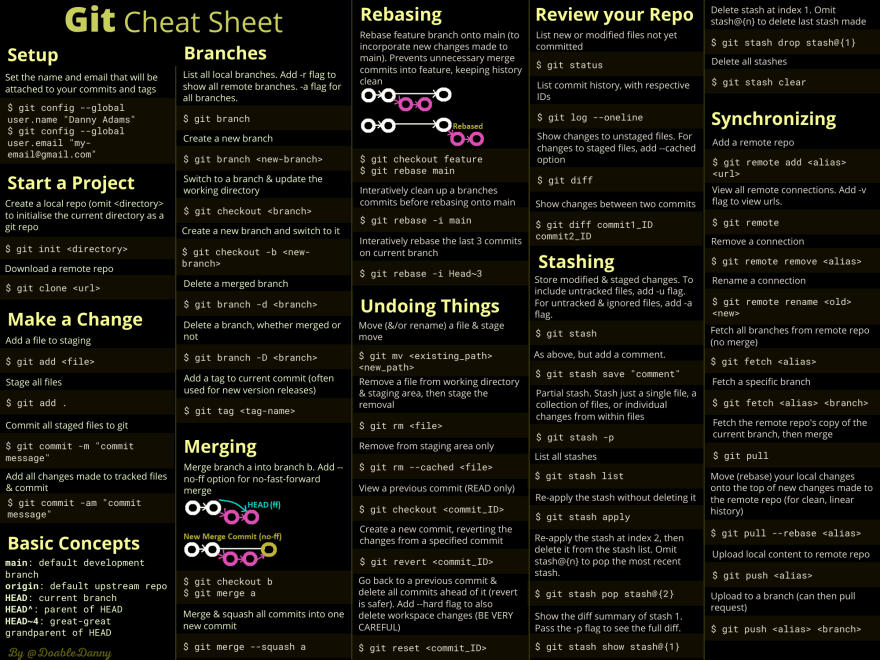 Git Cheat Sheet
Setup
Set the name and email that will be
attached to your commits and tags
$ git config --global
user.name "Danny Adams"
$ git config --global
user.email "my-
email@gmail.com"
Start a Project
Create a local repo (omit <directory>
to initialise the current directory as a
git repo
$ git init <directory>
Download a remote repo
$ git clone <url>
Make a Change
Add a file to staging
$ git add <file>
Stage all files
$ git add .
Commit all staged files to git
$ git commit -m "commit
message"
Add all changes made to tracked files
& commit
$ git commit -am "commit
message"
Basic Concepts
main: default development
branch
origin: default upstream repo
HEAD: current branch
HEAD^: parent of HEAD
HEAD~4: great-great
grandparent of HEAD
By @DoableDanny
Branches
List all local branches. Add -r flag to
show all remote branches. -a flag for
all branches.
$ git branch
Create a new branch
$ git branch <new-branch>
Switch to a branch & update the
working directory
$ git checkout <branch>
Create a new branch and switch to it
$ git checkout -b <new-
branch>
Delete a merged branch
$ git branch -d <branch>
Delete a branch, whether merged or
not
$ git branch -D <branch>
Add a tag to current commit (often
used for new version releases)
$ git tag <tag-name>
Merging
Merge branch a into branch b. Add --
no-ff option for no-fast-forward
merge
HEAD (ff)
New Merge Commit (no-ff)
$ git checkout b
$ git merge a
Merge & squash all commits into one
new commit
$ git merge --squash a
Rebasing
Rebase feature branch onto main (to
incorporate new changes made to
main). Prevents unnecessary merge
commits into feature, keeping history
clean
Rebased
$ git checkout feature
$ git rebase main
Interatively clean up a branches
commits before rebasing onto main
$ git rebase -i main
Interatively rebase the last 3 commits
on current branch
$ git rebase -i Head~3
Undoing Things
Move (&/or rename) a file & stage
move
$ git mv <existing_path>
<new_path>
Remove a file from working directory
& staging area, then stage the
removal
$ git rm <file>
Remove from staging area only
$ git rm --cached <file>
View a previous commit (READ only)
$ git checkout <commit_ID>
Create a new commit, reverting the
changes from a specified commit
$ git revert <commit_ID>
Go back to a previous commit &
delete all commits ahead of it (revert
is safer). Add --hard flag to also
delete workspace changes (BE VERY
CAREFUL)
$ git reset <commit_ID>
Review your Repo
List new or modified files not yet
committed
$ git status
List commit history, with respective
IDs
$ git log --oneline
Show changes to unstaged files. For
changes to staged files, add --cached
option
$ git diff
Show changes between two commits
$ git diff commit1_ID
commit2_ID
Stashing
Store modified & staged changes. To
include untracked files, add -u flag.
For untracked & ignored files, add -a
flag.
$ git stash
As above, but add a comment.
$ git stash save "comment"
Partial stash. Stash just a single file, a
collection of files, or individual
changes from within files
$ git stash -p
List all stashes
$ git stash list
Re-apply the stash without deleting it
$ git stash apply
Re-apply the stash at index 2, then
delete it from the stash list. Omit
stash@{n} to pop the most recent
stash.
$ git stash pop stash@{2}
Show the diff summary of stash 1.
Pass the -p flag to see the full diff.
$ git stash show stash@{1}
Delete stash at index 1. Omit
stash@{n} to delete last stash made
$ git stash drop stash@{1}
Delete all stashes
$ git stash clear
Synchronizing
Add a remote repo
$ git remote add <alias>
<url>
View all remote connections. Add -v
flag to view urls.
$ git remote
Remove a connection
$ git remote remove <alias>
Rename a connection
$ git remote rename <old>
<new>
Fetch all branches from remote repo
(no merge)
$ git fetch <alias>
Fetch a specific branch
$ git fetch <alias> <branch>
Fetch the remote repo's copy of the
current branch, then merge
$ git pull
Move (rebase) your local changes
onto the top of new changes made to
the remote repo (for clean, linear
history)
$ git pull --rebase <alias>
Upload local content to remote repo
$ git push <alias>
Upload to a branch (can then pull
request)
$ git push <alias> <branch>